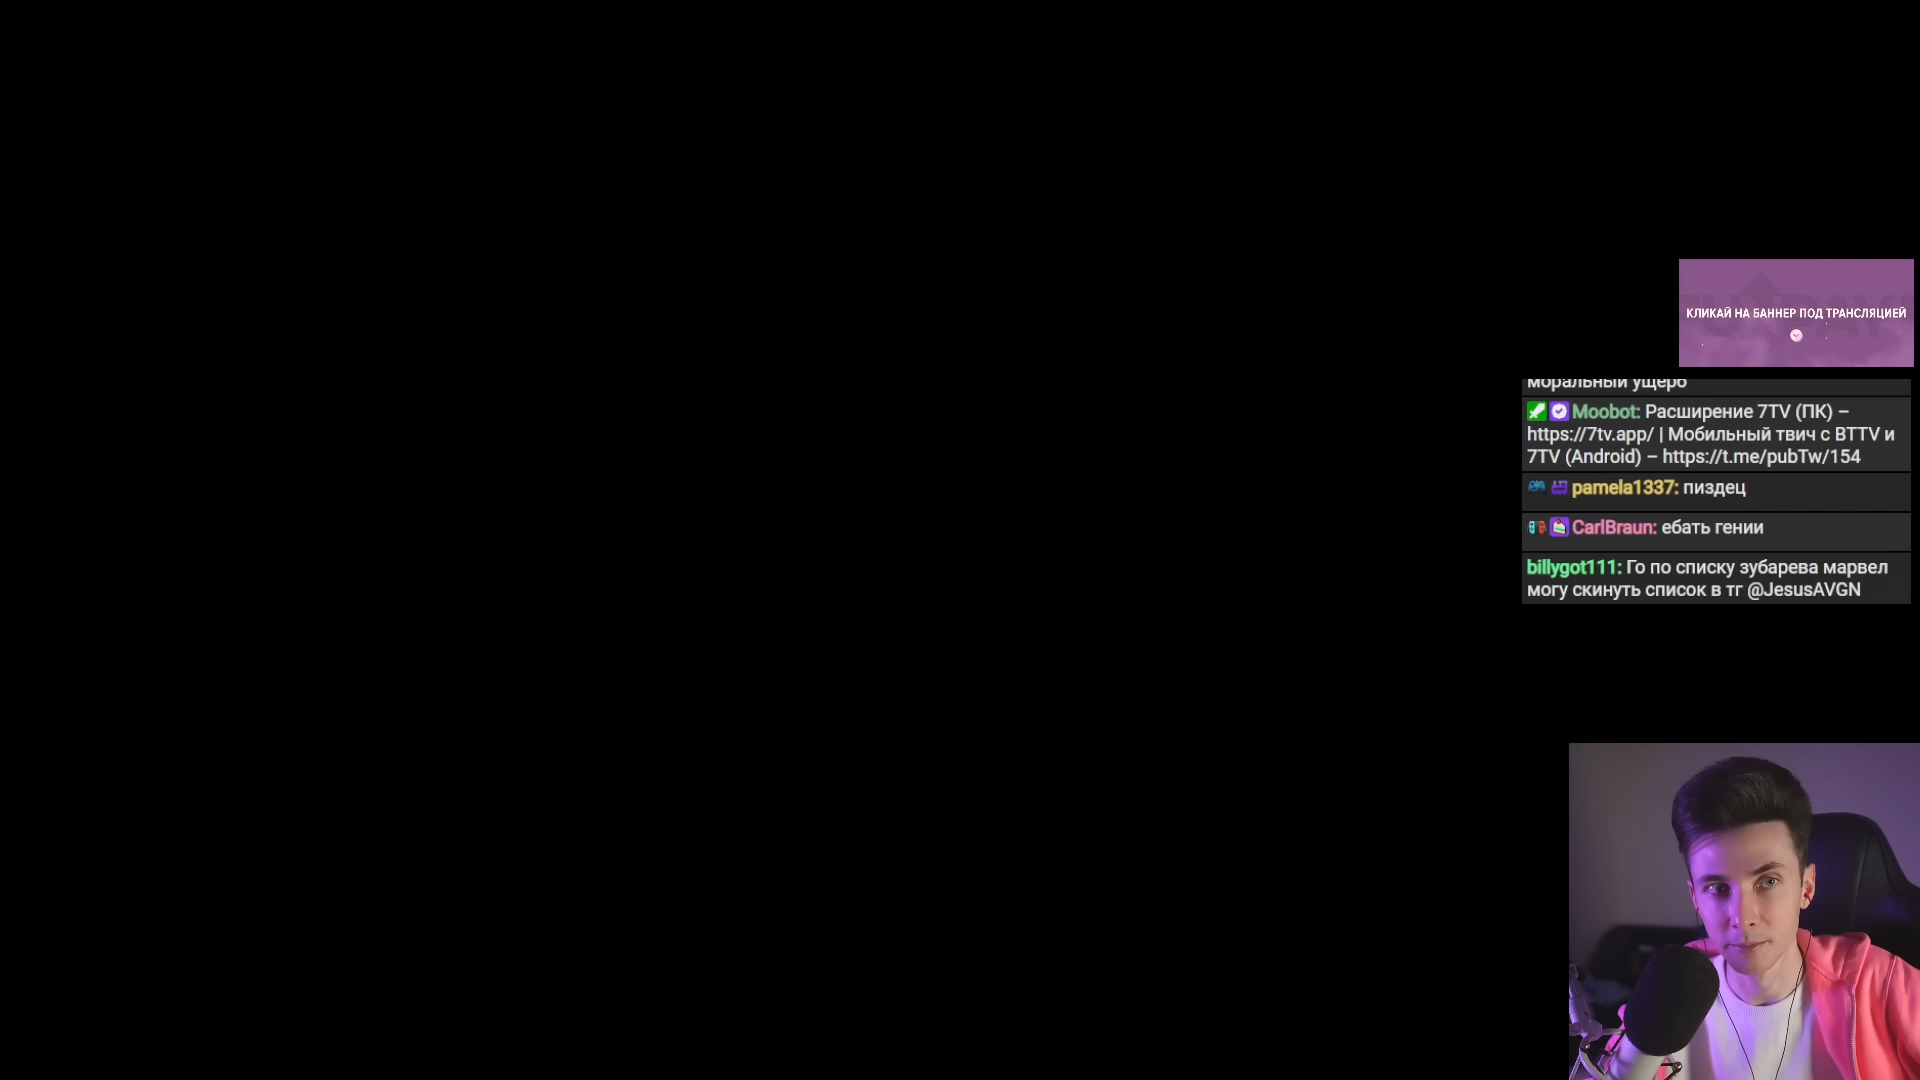 КЛИКАЙ НА БАННЕР ПОД ТРАНСЛЯЦИЕЙ
моральный ущерб
Moobot: Расширение 7TV (ПК) –
https://7tv.app/ | Мобильный твич с BTTV и
7TV (Android) – https://t.me/pubTw/154
pamela1337: пиздец
CarlBraun: ебать гении
billygot111: Го по списку зубарева марвел
могу скинуть список в тг @JesusAVGN